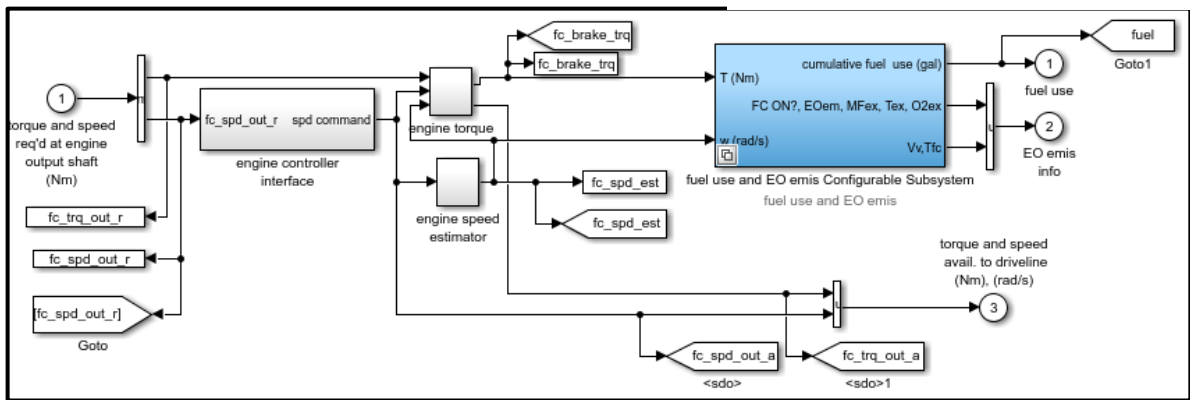 1
torque and speed
req'd at engine
output shaft
(Nm)
fc_trq_out_r
fc_spd_out_r
[fc_spd_out_r]
Goto
fc_spd_out_r spd command
engine controller
interface
engine torque
engine speed
estimator
fc_brake_trq
fc_brake_trq
fc_spd_est
fc_spd_est
T (Nm)
w (rad/s)
cumulative fuel use (gal)
FC ON?, EOem, MFex, Tex, O2ex
Vv,Tfc
fuel use and EO emis Configurable Subsystem
fuel use and EO emis
fuel
Goto1
1
fuel use
2
EO emis
info
torque and speed
avail. to driveline
(Nm), (rad/s)
3
fc_spd_out_a
<sdo>
fc_trq_out_a
<sdo>1